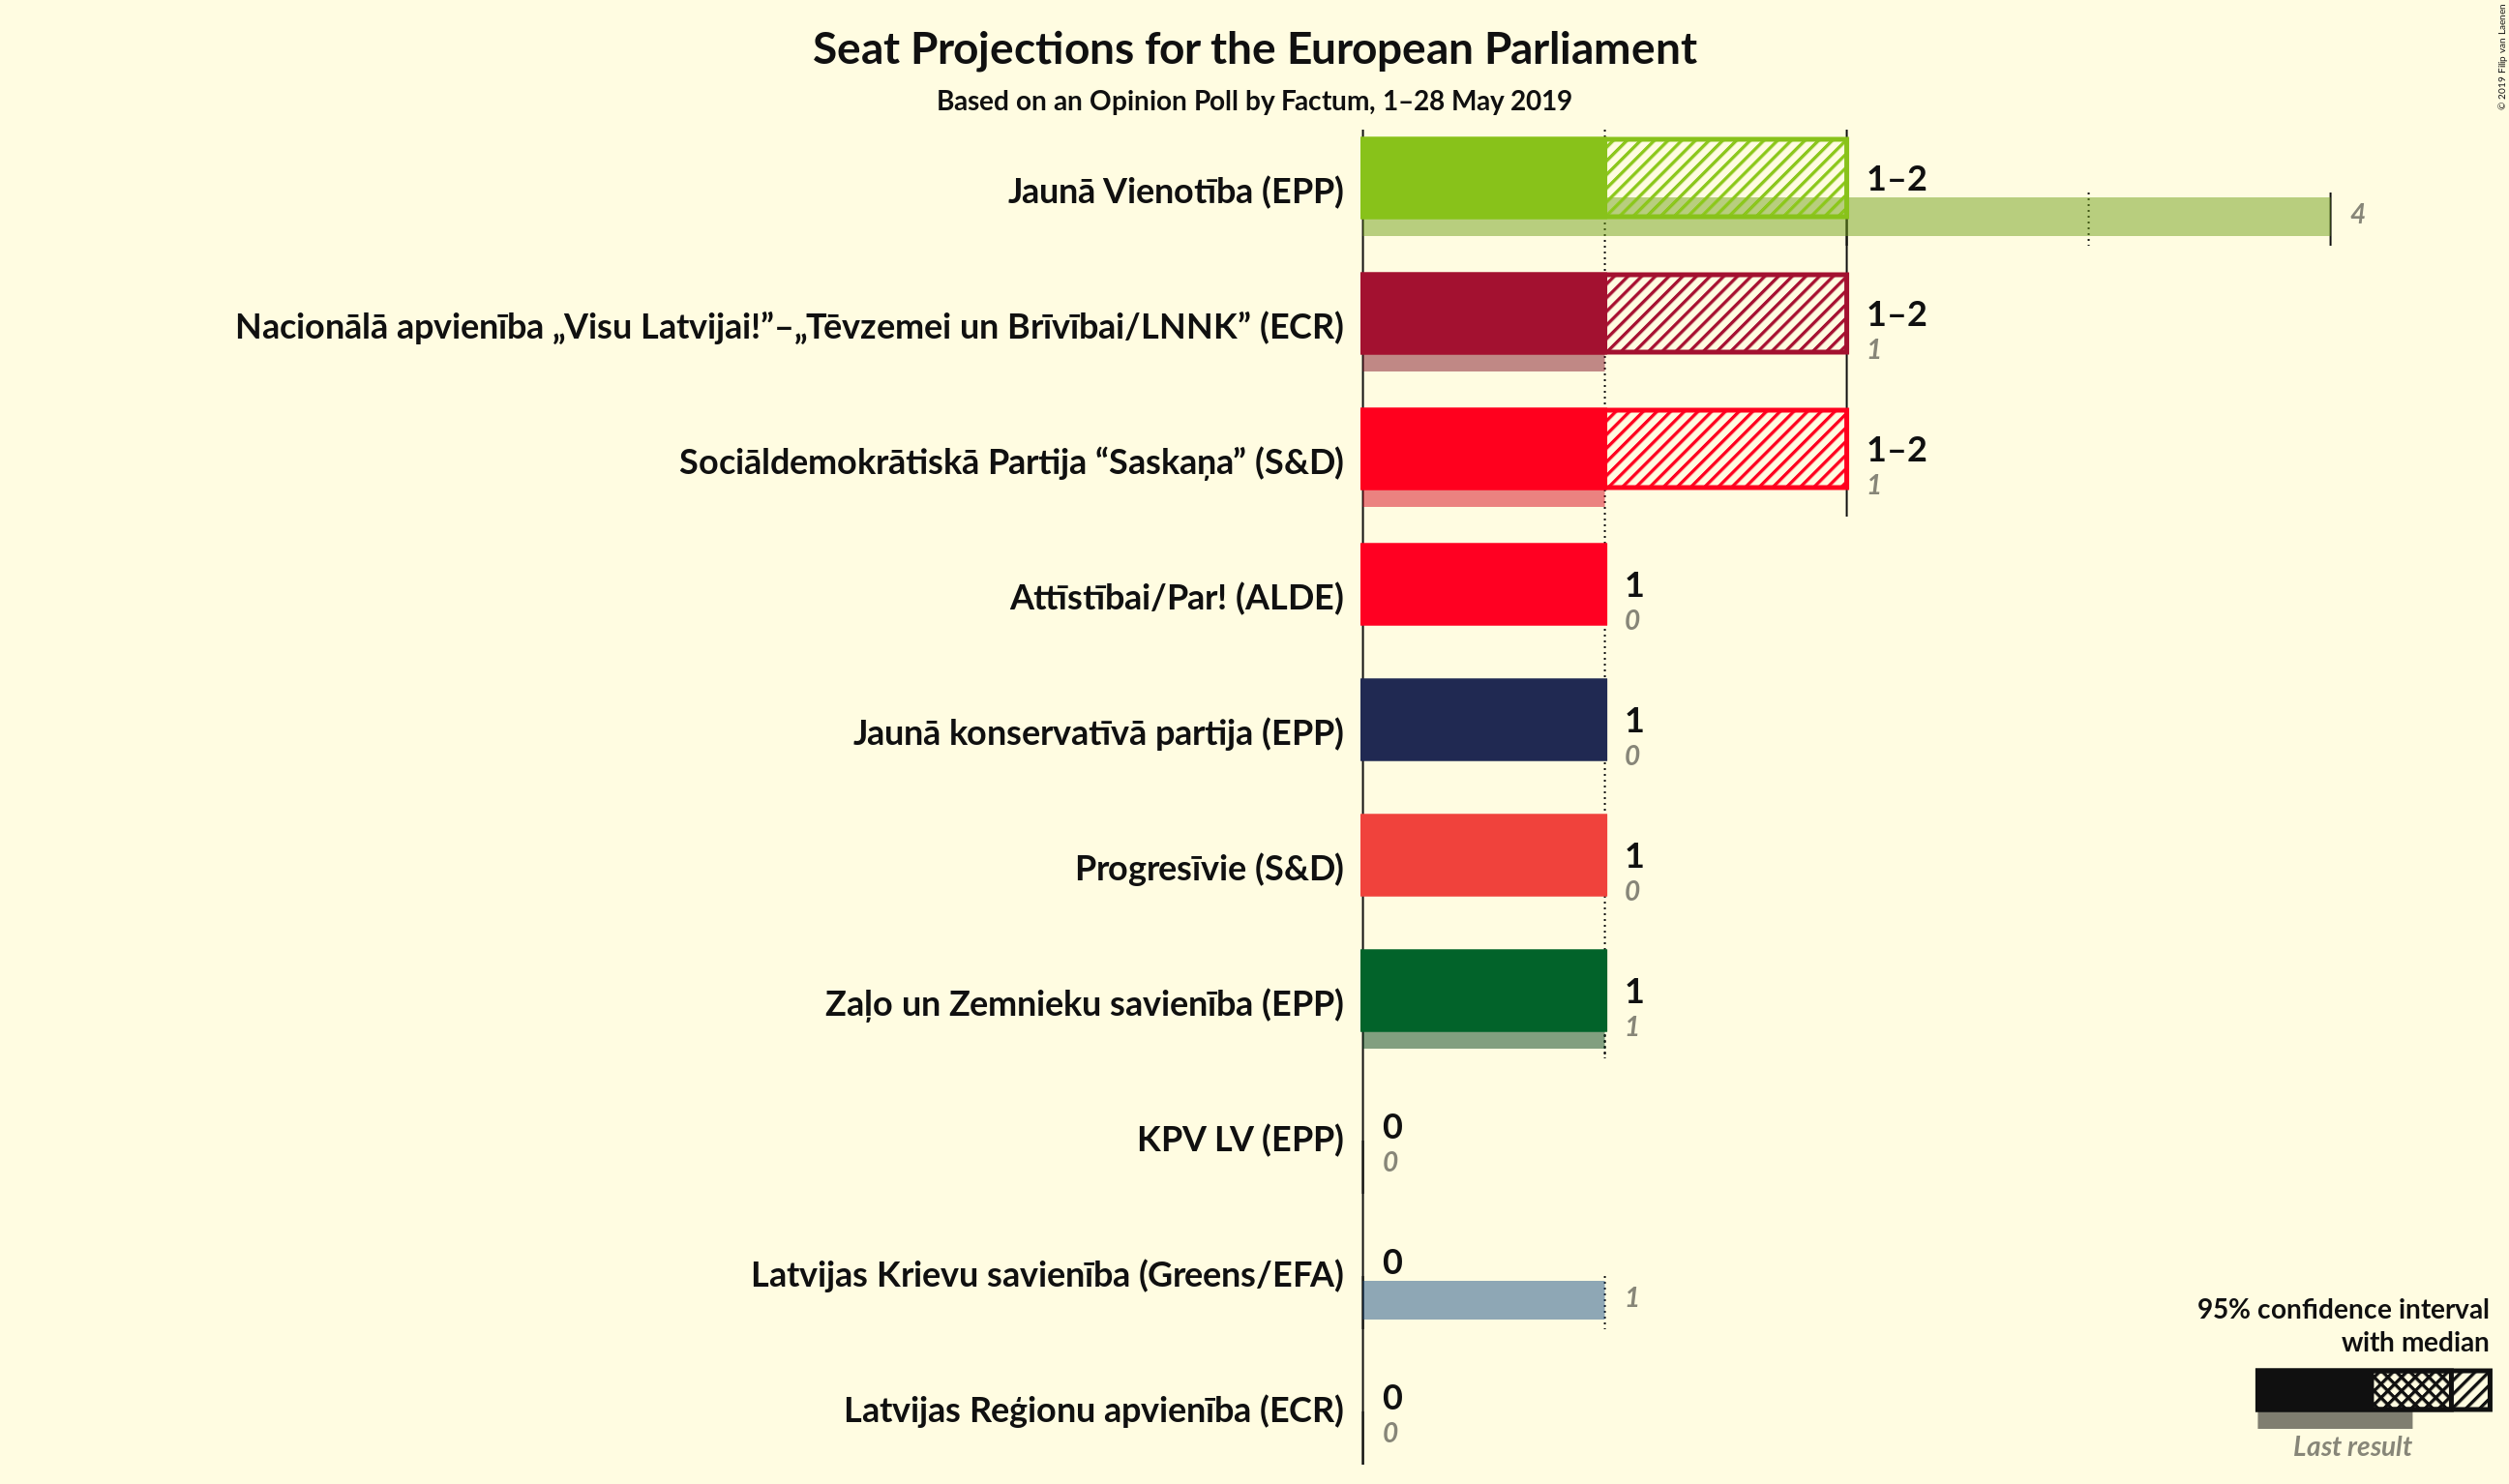 Seat Projections for the European Parliament
Based on an Opinion Poll by Factum, 1–28 May 2019
© 2019 Filip van Laenen
Jaunā Vienotība (EPP)
1–2
4
Nacionālā apvienība „Visu Latvijai!”–„Tēvzemei un Brīvībai/LNNK” (ECR)
1–2
1
Sociāldemokrātiskā Partija “Saskaņa” (S&D)
1–2
1
Attīstībai/Par! (ALDE)
1
0
Jaunā konservatīvā partija (EPP)
1
0
Progresīvie (S&D)
1
0
Zaļo un Zemnieku savienība (EPP)
1
1
KPV LV (EPP)
0
0
Latvijas Krievu savienība (Greens/EFA)
0
1
Latvijas Reģionu apvienība (ECR)
0
0
95% confidence interval
with median
Last result